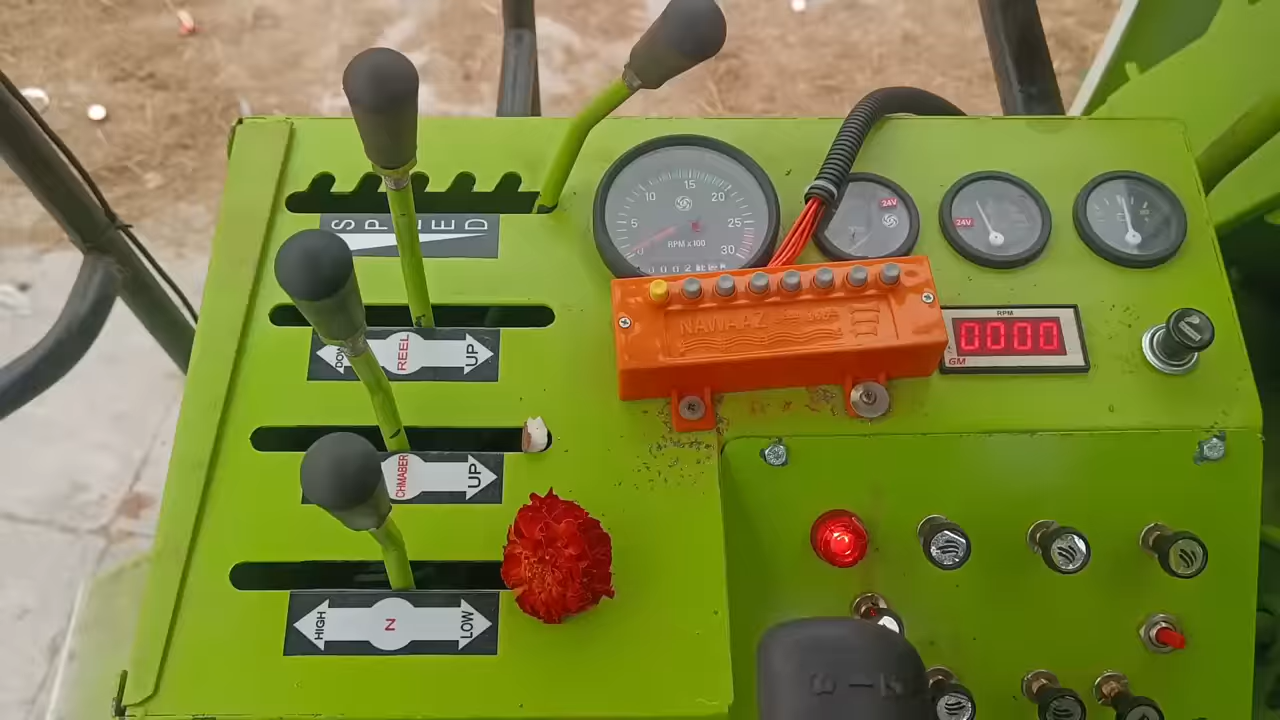 SPEED
10 15 20
5 25
0 30
RPM x 100
24V
24V
NAWAAZ
RPM
0000
GM
DOWN REEL UP
CHMABER UP
HIGH N LOW